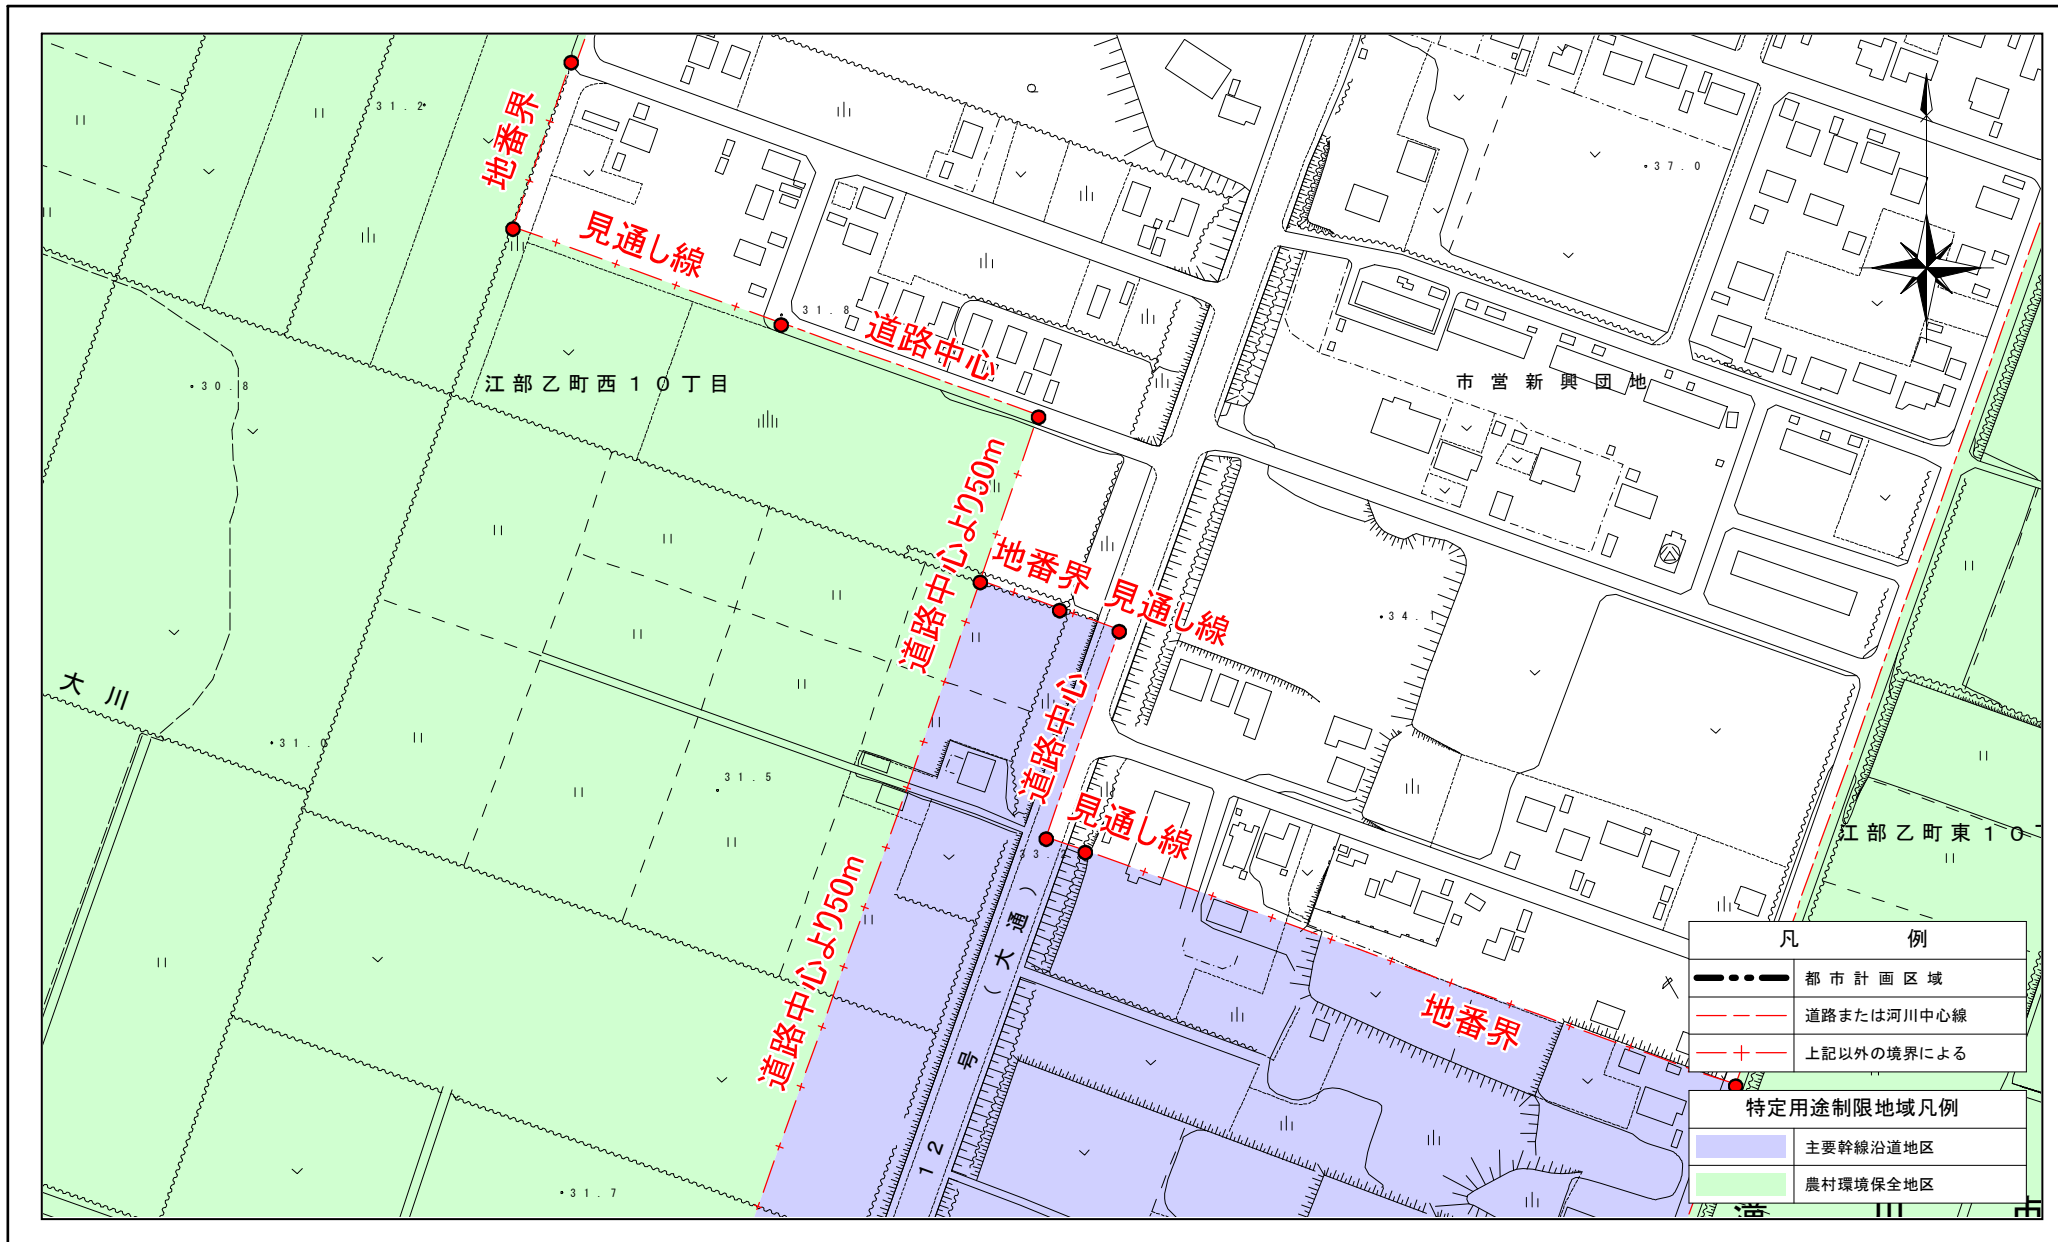 地番界
31.2
見通し線
37.0
31.8
道路中心
30.8
江部乙町西10丁目
市営新興団地
道路中心より50m
地番界
見通し線
34.1
大川
31.0
31.5
道路中心
見通し線
33.
江部乙町東10
道路中心より50m
(大通)
地番界
号
12
31.7
凡例
都市計画区域
道路または河川中心線
上記以外の境界による
特定用途制限地域凡例
主要幹線沿道地区
農村環境保全地区